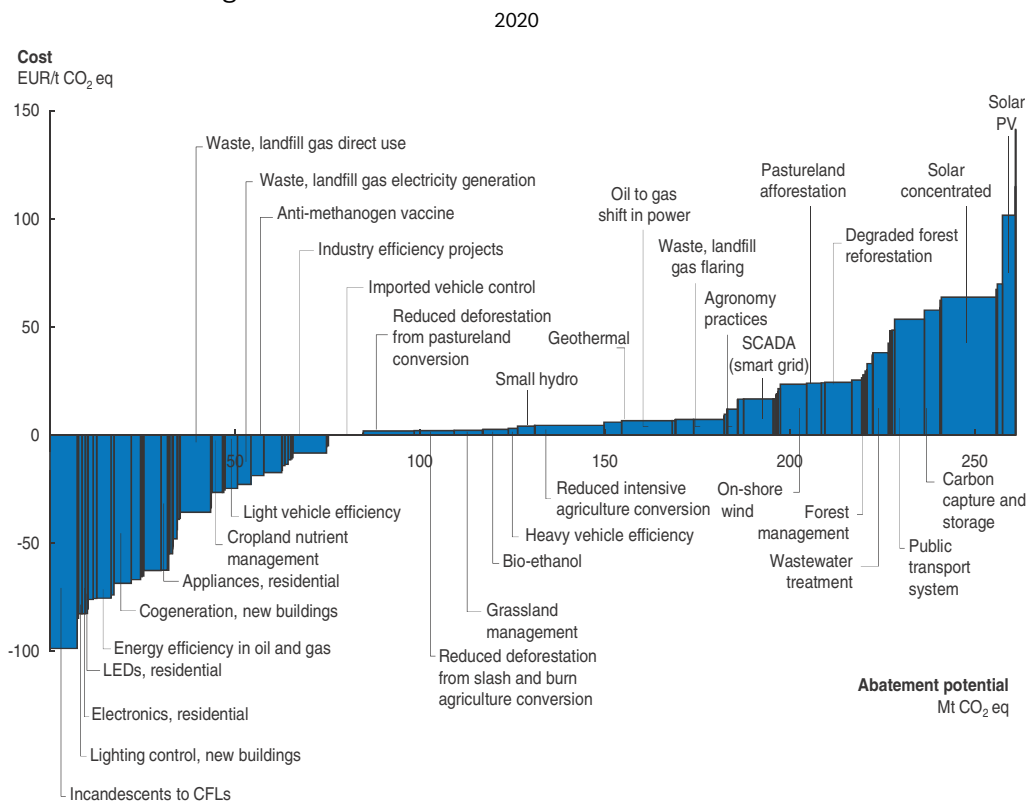 2020
Cost
EUR/t CO2 eq
150
100
50
0
-50
-100
Waste, landfill gas direct use
Waste, landfill gas electricity generation
Anti-methanogen vaccine
Industry efficiency projects
Imported vehicle control
Reduced deforestation
from pastureland
conversion
Small hydro
Geothermal
Oil to gas
shift in power
Waste, landfill
gas flaring
Agronomy
practices
SCADA
(smart grid)
Pastureland
afforestation
Degraded forest
reforestation
Solar
concentrated
Solar
PV
50
100
150
200
250
Light vehicle efficiency
Cropland nutrient
management
Appliances, residential
Cogeneration, new buildings
Energy efficiency in oil and gas
LEDs, residential
Electronics, residential
Lighting control, new buildings
Incandescents to CFLs
Reduced intensive
agriculture conversion
Heavy vehicle efficiency
Bio-ethanol
Grassland
management
Reduced deforestation
from slash and burn
agriculture conversion
On-shore
wind
Forest
management
Wastewater
treatment
Public
transport
system
Carbon
capture and
storage
Abatement potential
Mt CO2 eq